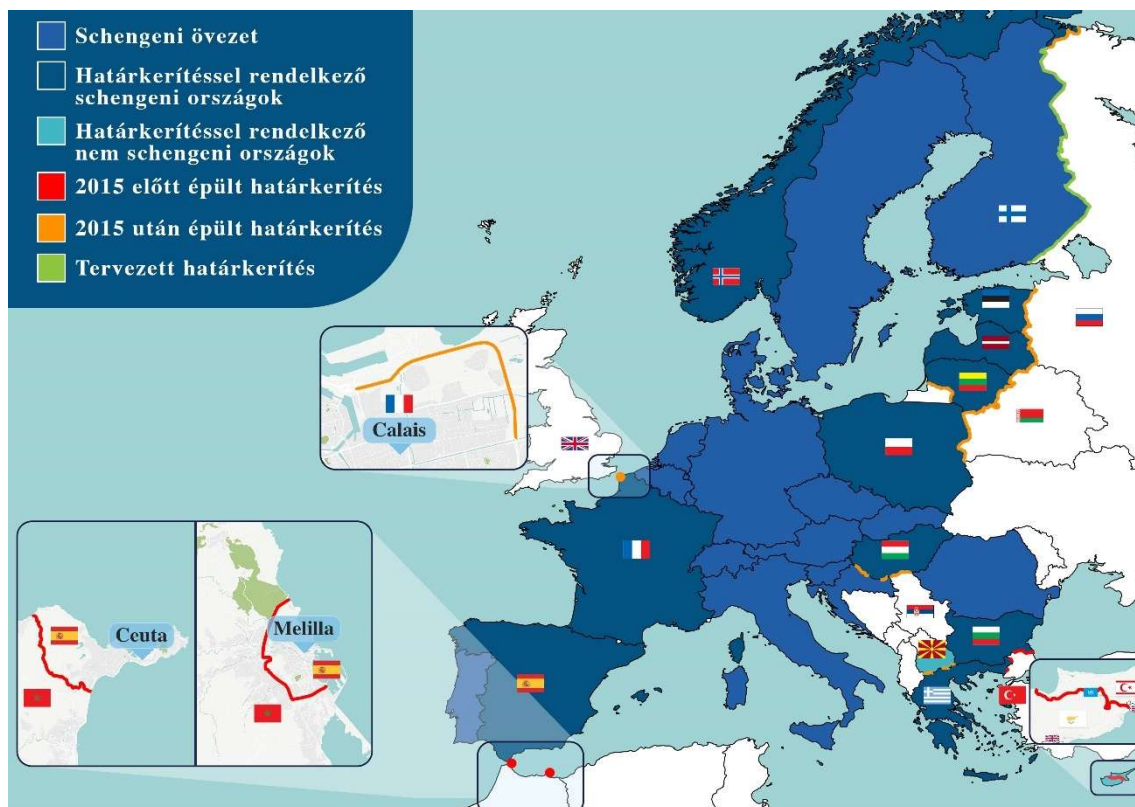 Schengeni övezet
Határkerítéssel rendelkező
schengeni országok
Határkerítéssel rendelkező
nem schengeni országok
2015 előtt épült határkerítés
2015 után épült határkerítés
Tervezett határkerítés
Calais
Ceuta
Melilla